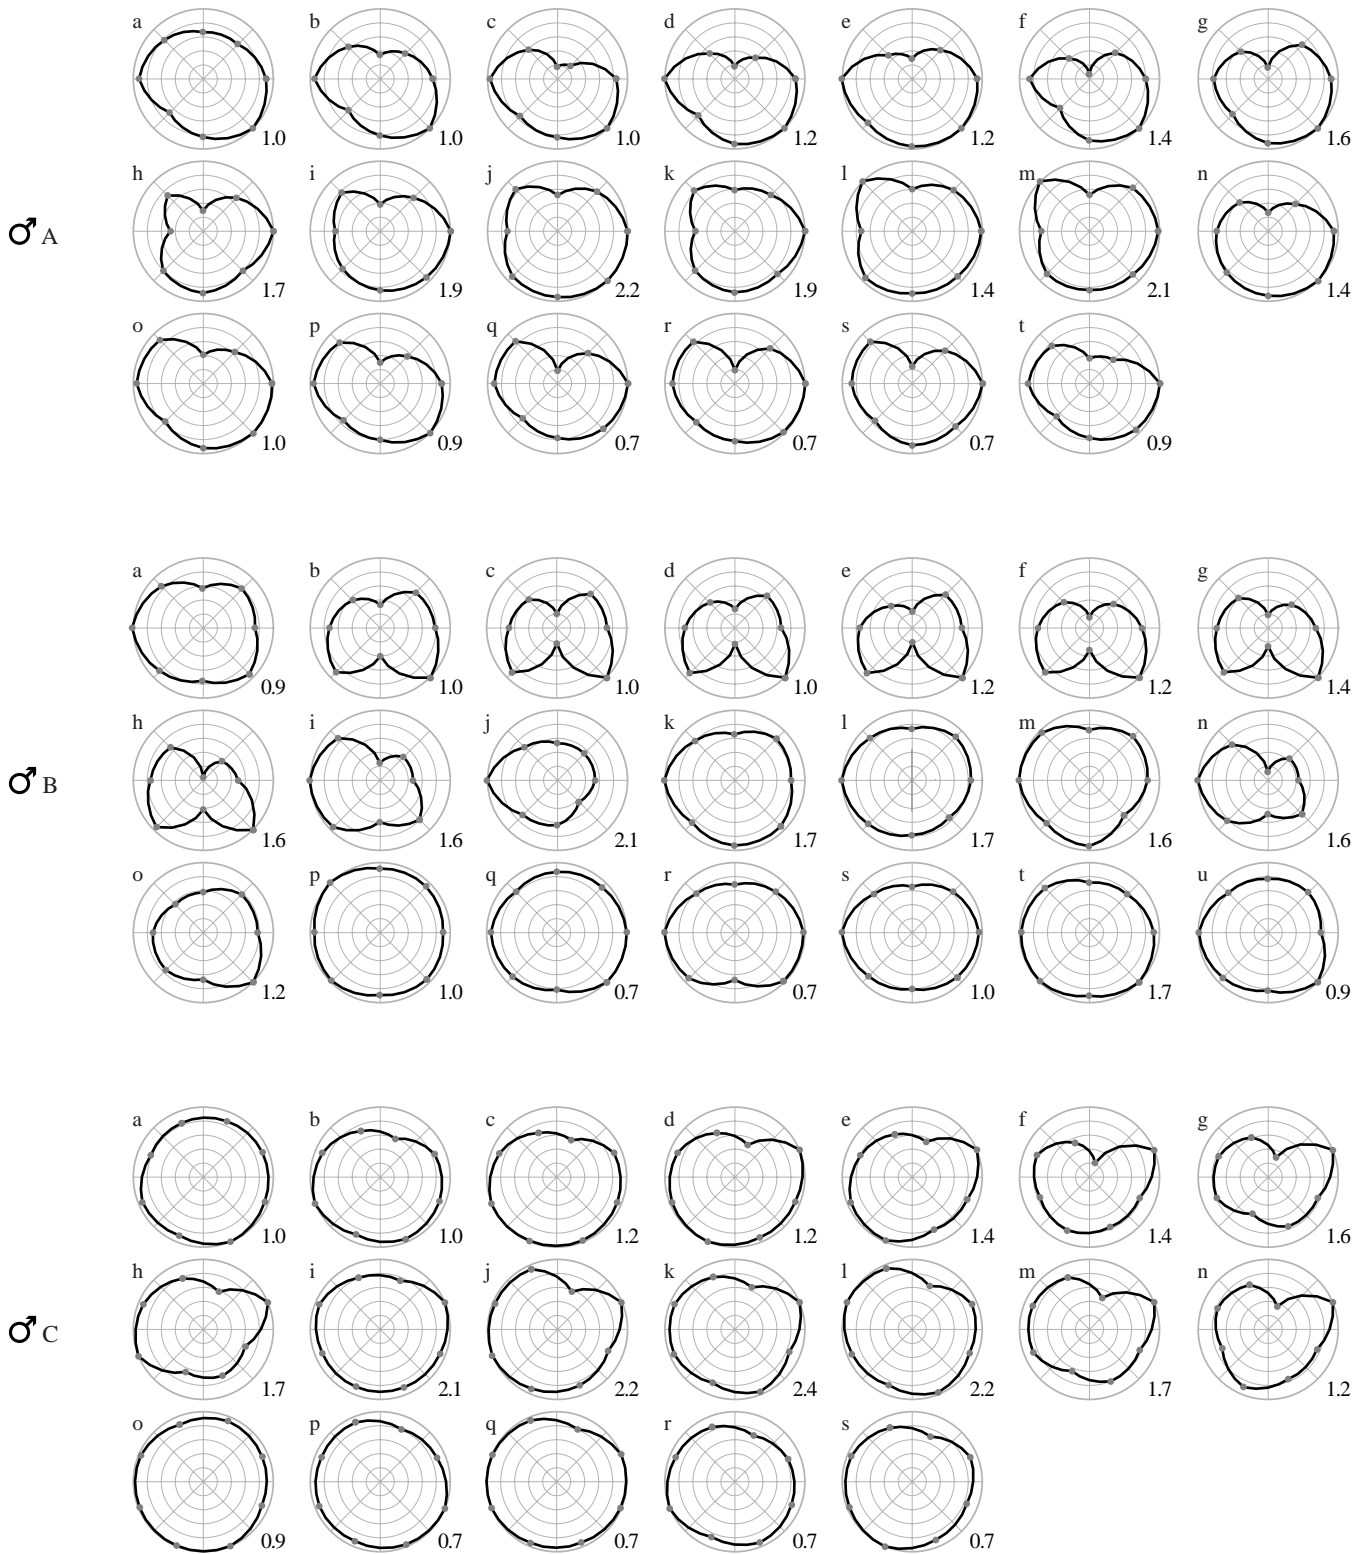 a b c d e f g
1.0 1.0 1.0 1.2 1.2 1.4 1.6
h i j k l m n
♂ A
1.7 1.9 2.2 1.9 1.4 2.1 1.4
o p q r s t
1.0 0.9 0.7 0.7 0.7 0.9
a b c d e f g
0.9 1.0 1.0 1.0 1.2 1.2 1.4
h i j k l m n
♂ B
1.6 1.6 2.1 1.7 1.7 1.6 1.6
o p q r s t u
1.2 1.0 0.7 0.7 1.0 1.7 0.9
a b c d e f g
1.0 1.0 1.2 1.2 1.4 1.4 1.6
h i j k l m n
♂ C
1.7 2.1 2.2 2.4 2.2 1.7 1.2
o p q r s
0.9 0.7 0.7 0.7 0.7